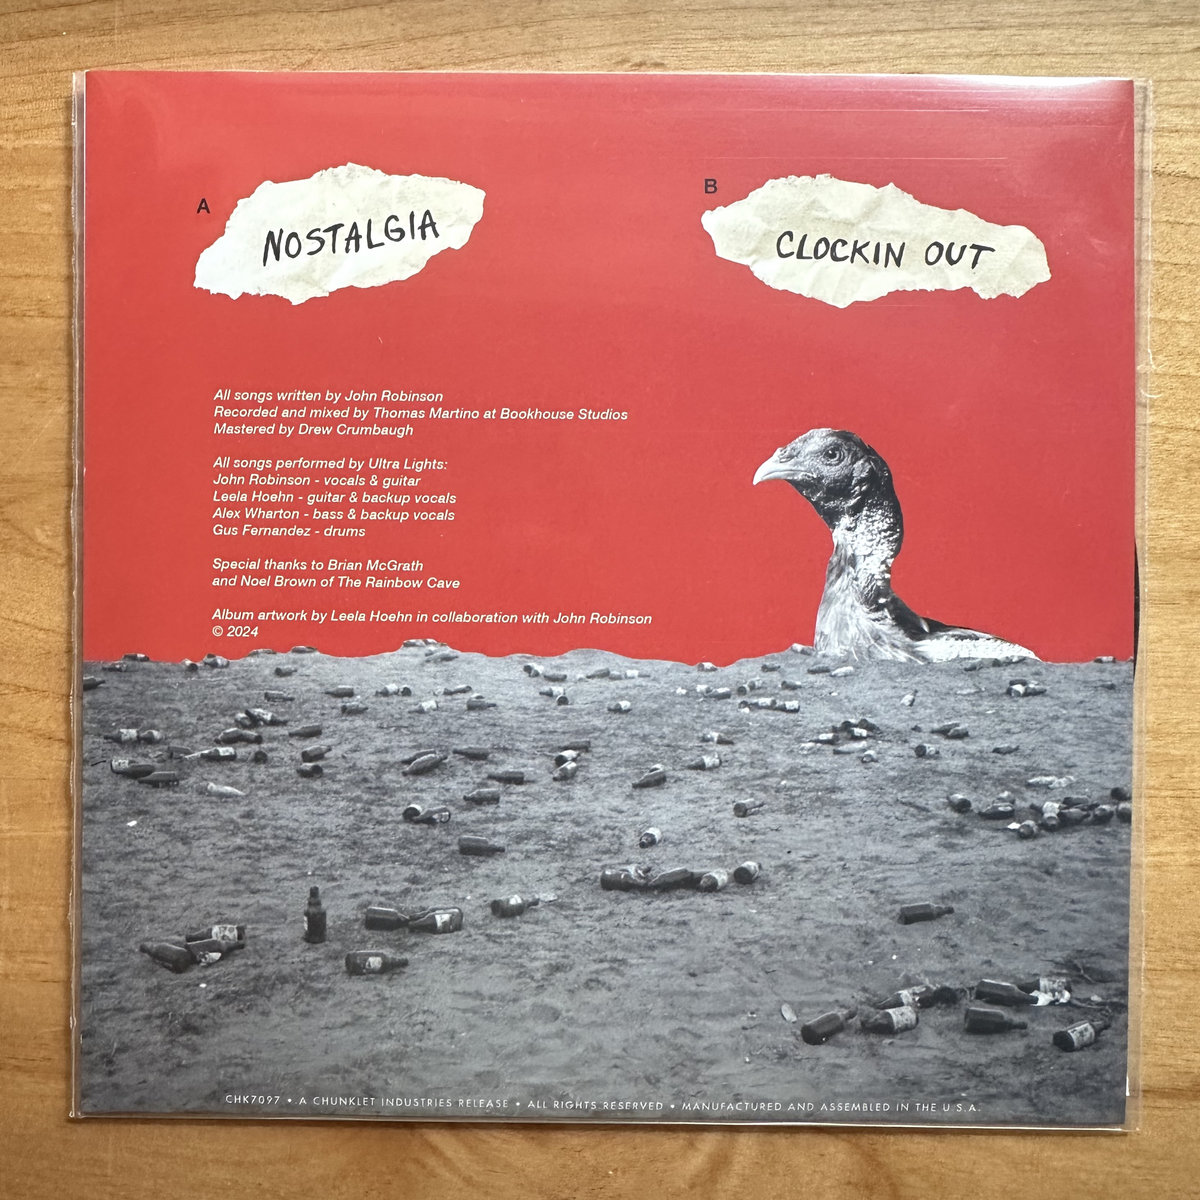 A
NOSTALGIA
B
CLOCKIN OUT
All songs written by John Robinson
Recorded and mixed by Thomas Martino at Bookhouse Studios
Mastered by Drew Crumbaugh
All songs performed by Ultra Lights:
John Robinson - vocals & guitar
Leela Hoehn - guitar & backup vocals
Alex Wharton - bass & backup vocals
Gus Fernandez - drums
Special thanks to Brian McGrath
and Noel Brown of The Rainbow Cave
Album artwork by Leela Hoehn in collaboration with John Robinson
© 2024
CHK7097 • A CHUNKLET INDUSTRIES RELEASE • ALL RIGHTS RESERVED • MANUFACTURED AND ASSEMBLED IN THE U.S.A.